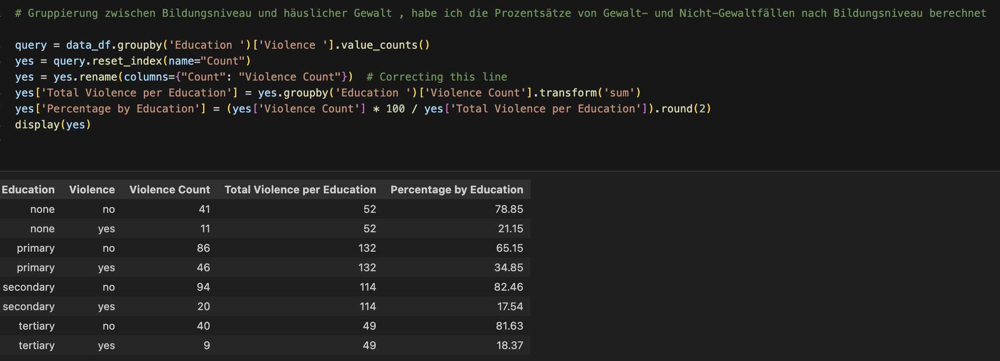 # Gruppierung zwischen Bildungsniveau und häuslicher Gewalt , habe ich die Prozentsätze von Gewalt- und Nicht-Gewaltfällen nach Bildungsniveau berechnet
query = data_df.groupby('Education ')['Violence '].value_counts()
yes = query.reset_index(name="Count")
yes = yes.rename(columns={"Count": "Violence Count"})  # Correcting this line
yes['Total Violence per Education'] = yes.groupby('Education ')['Violence Count'].transform('sum')
yes['Percentage by Education'] = (yes['Violence Count'] * 100 / yes['Total Violence per Education']).round(2)
display(yes)
Education Violence Violence Count Total Violence per Education Percentage by Education
none no 41 52 78.85
none yes 11 52 21.15
primary no 86 132 65.15
primary yes 46 132 34.85
secondary no 94 114 82.46
secondary yes 20 114 17.54
tertiary no 40 49 81.63
tertiary yes 9 49 18.37